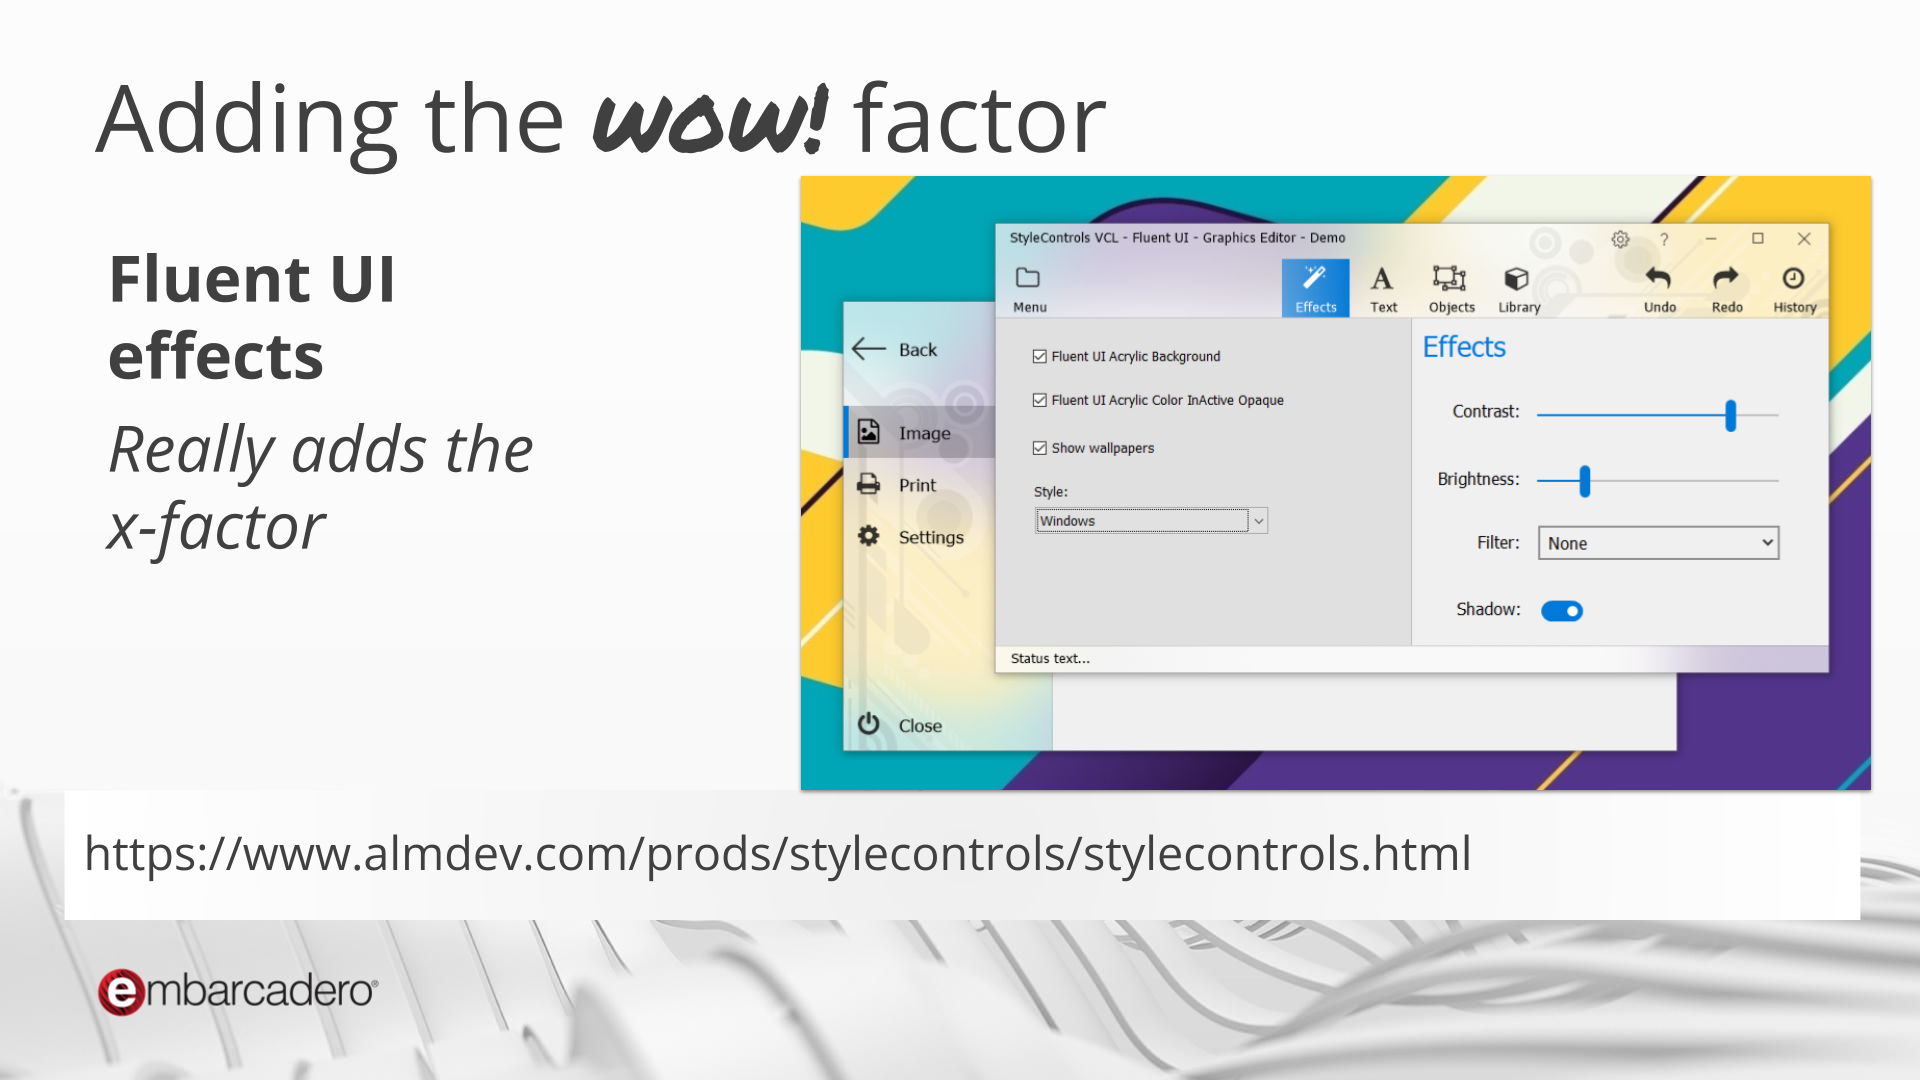 Adding the wow! factor
Fluent UI
effects
Really adds the
x-factor
StyleControls VCL - Fluent UI - Graphics Editor - Demo
?
Menu
Effects
A
Text
Objects
Library
Undo
Redo
History
Back
Image
Print
Settings
Close
Fluent UI Acrylic Background
Fluent UI Acrylic Color InActive Opaque
Show wallpapers
Style:
Windows
Effects
Contrast:
Brightness:
Filter:
None
Shadow:
Status text...
https://www.almdev.com/prods/stylecontrols/stylecontrols.html
embarcadero®